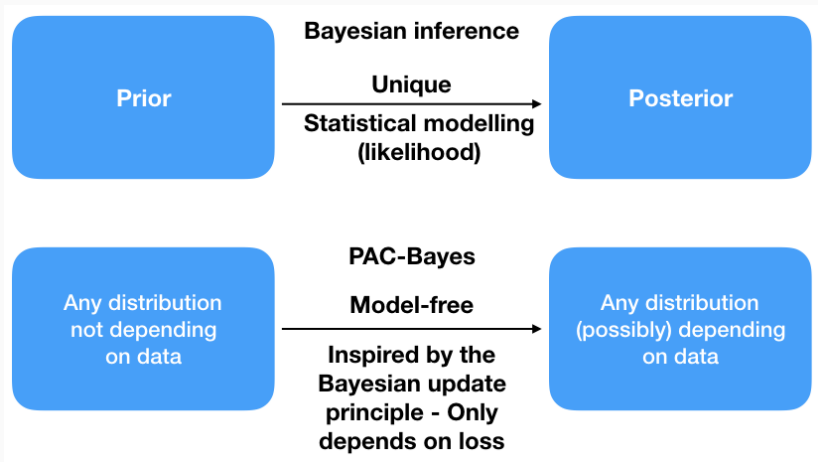 Bayesian inference
Prior
Unique
Statistical modelling
(likelihood)
Posterior
PAC-Bayes
Any distribution
not depending
on data
Model-free
Inspired by the
Bayesian update
principle - Only
depends on loss
Any distribution
(possibly) depending
on data